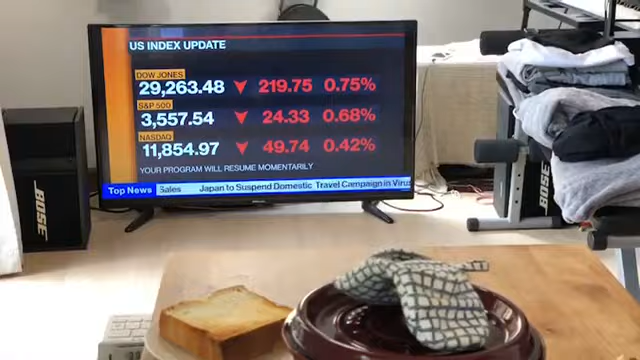 US INDEX UPDATE
DOW JONES
29,263.48 219.75 0.75%
S&P 500
3,557.54 24.33 0.68%
NASDAQ
11,854.97 49.74 0.42%
YOUR PROGRAM WILL RESUME MOMENTARILY
Top News Sales Japan to Suspend Domestic Travel Campaign in Virus
BOSE
BOSE